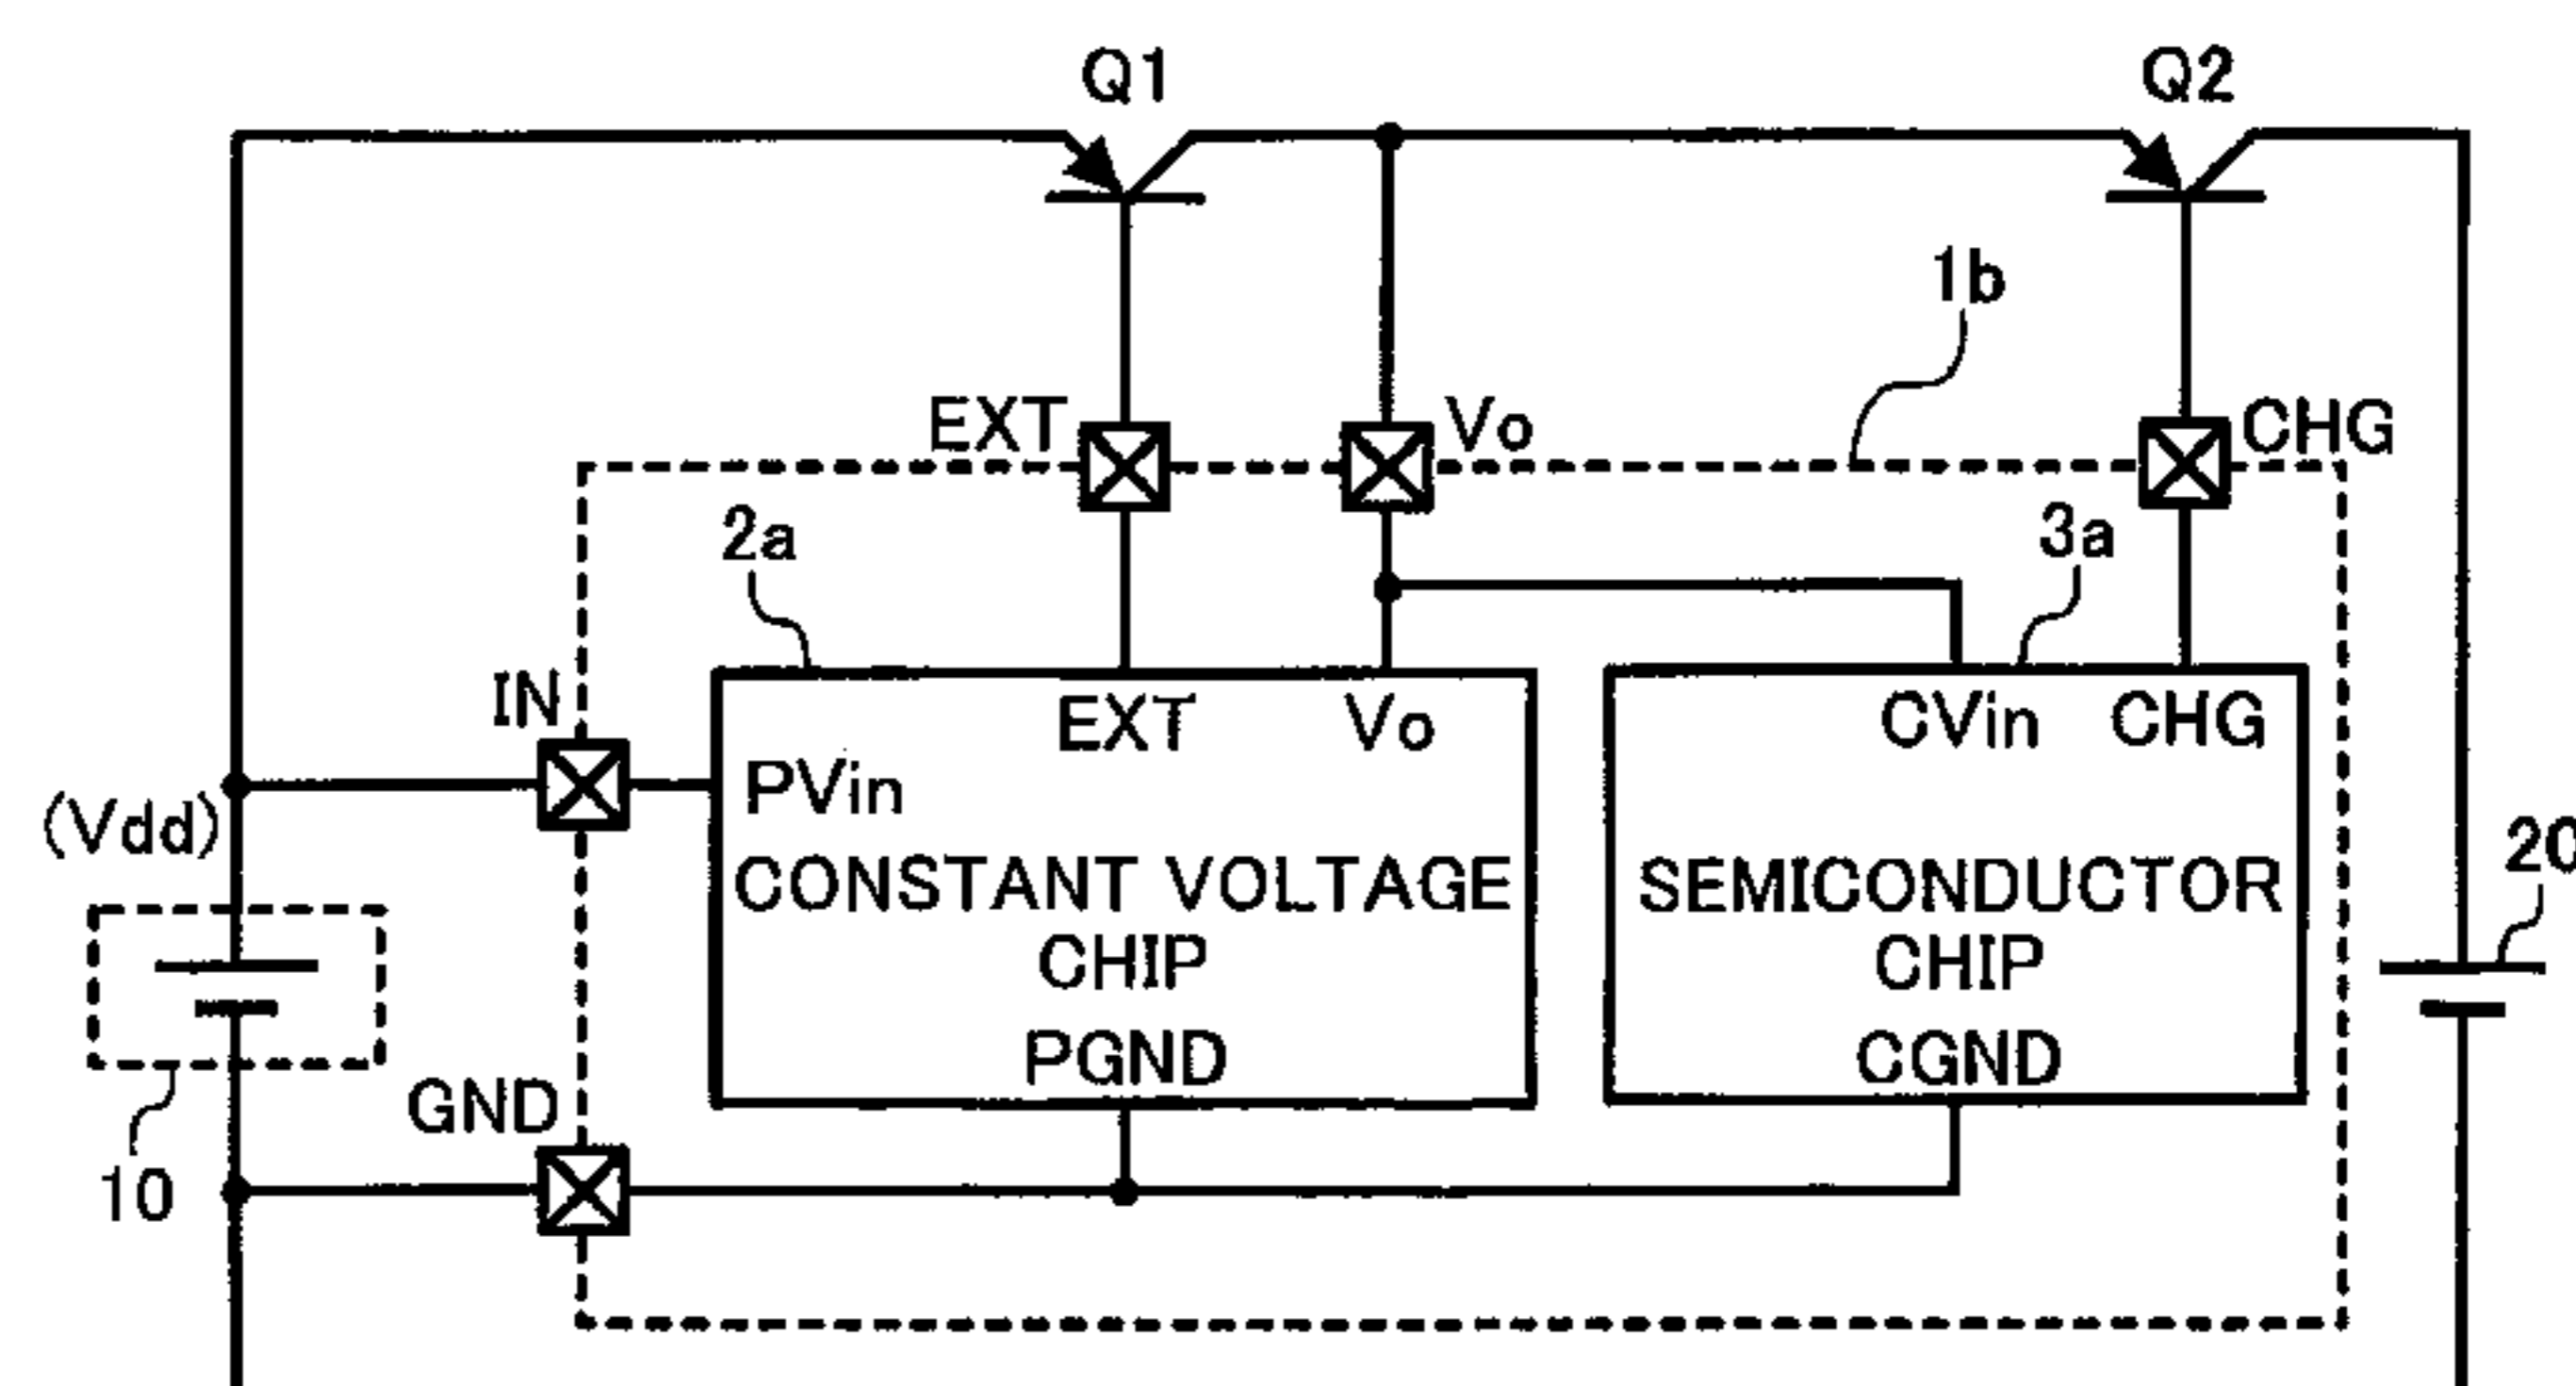 Q1
Q2
1b
EXT
Vo
CHG
2a
3a
IN
EXT
Vo
CVin
CHG
PVin
(Vdd)
CONSTANT VOLTAGE
CHIP
PGND
SEMICONDUCTOR
CHIP
CGND
20
GND
10